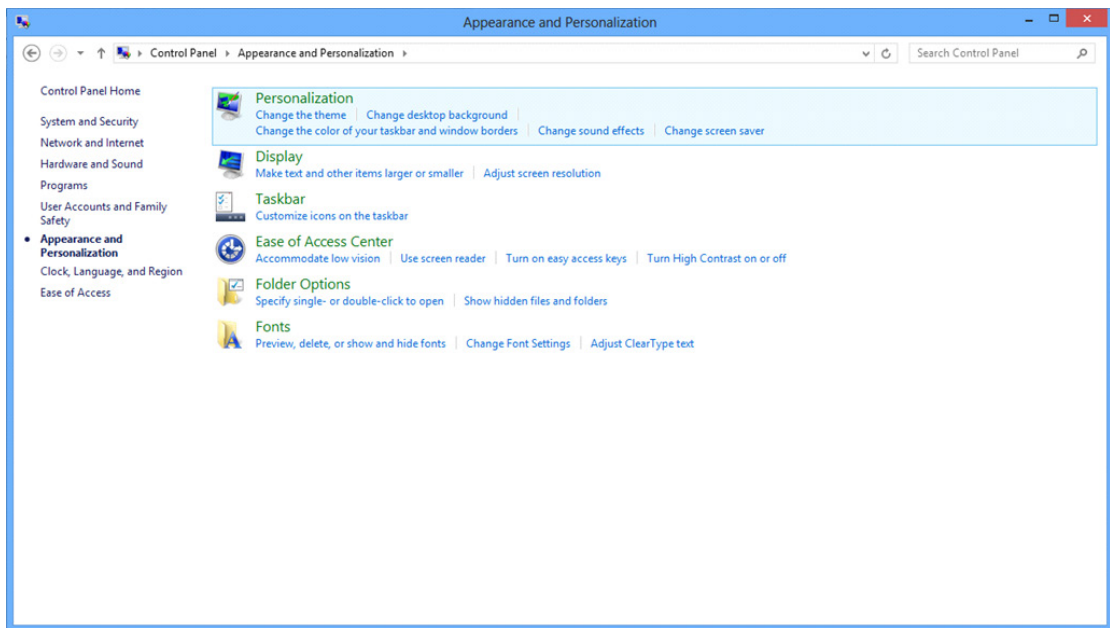 Appearance and Personalization
Control Panel Appearance and Personalization
Search Control Panel
Control Panel Home
System and Security
Network and Internet
Hardware and Sound
Programs
User Accounts and Family
Safety
Appearance and
Personalization
Clock, Language, and Region
Ease of Access
Personalization
Change the theme Change desktop background
Change the color of your taskbar and window borders Change sound effects Change screen saver
Display
Make text and other items larger or smaller Adjust screen resolution
Taskbar
Customize icons on the taskbar
Ease of Access Center
Accommodate low vision Use screen reader Turn on easy access keys Turn High Contrast on or off
Folder Options
Specify single- or double-click to open Show hidden files and folders
Fonts
Preview, delete, or show and hide fonts Change Font Settings Adjust ClearType text